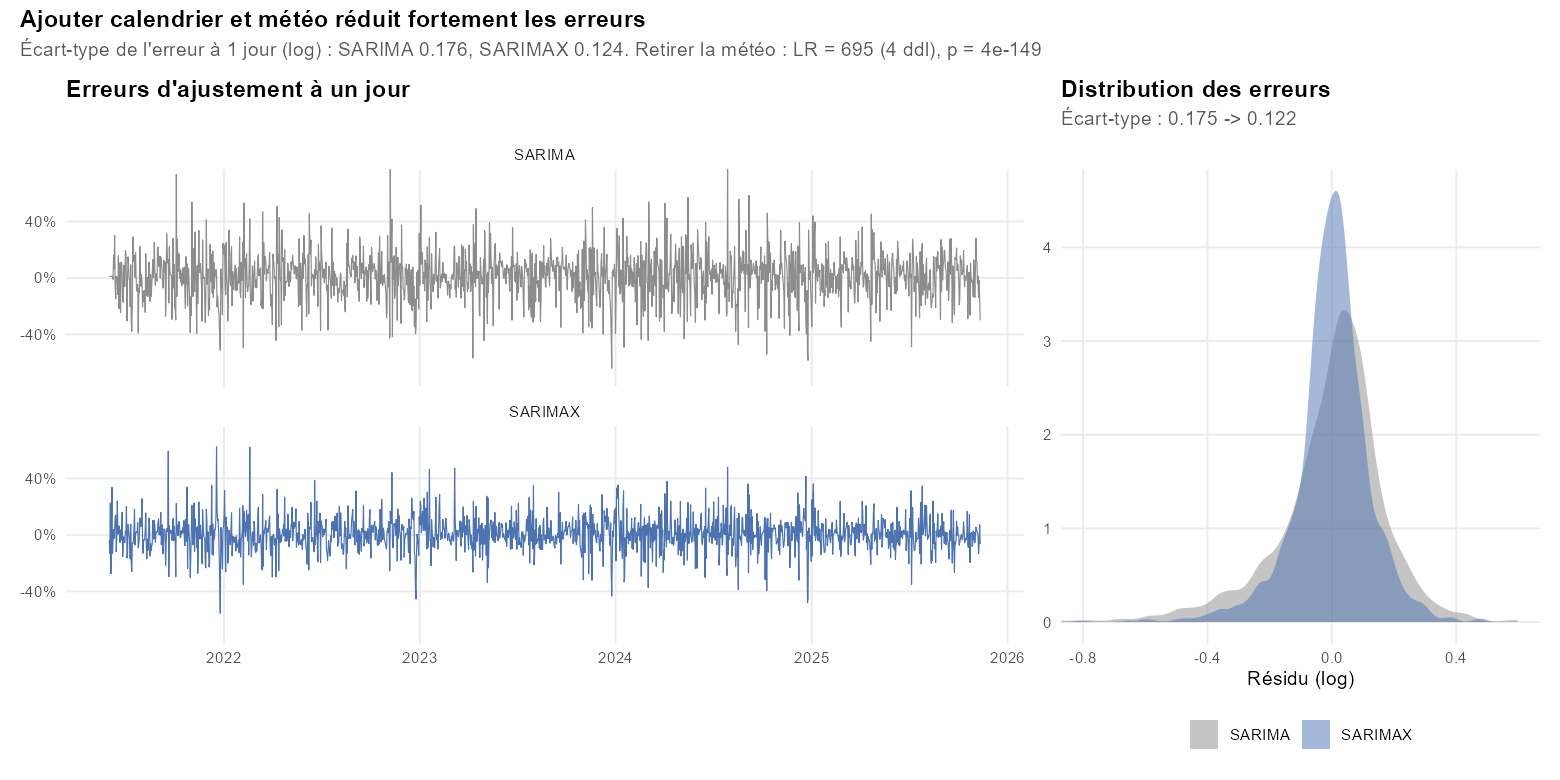 Ajouter calendrier et météo réduit fortement les erreurs
Écart-type de l'erreur à 1 jour (log) : SARIMA 0.176, SARIMAX 0.124. Retirer la météo : LR = 695 (4 ddl), p = 4e-149
Erreurs d'ajustement à un jour
SARIMA
40%
0%
-40%
SARIMAX
40%
0%
-40%
2022
2023
2024
2025
2026
Distribution des erreurs
Écart-type : 0.175 -> 0.122
4
3
2
1
0
-0.8
-0.4
0.0
0.4
Résidu (log)
SARIMA
SARIMAX